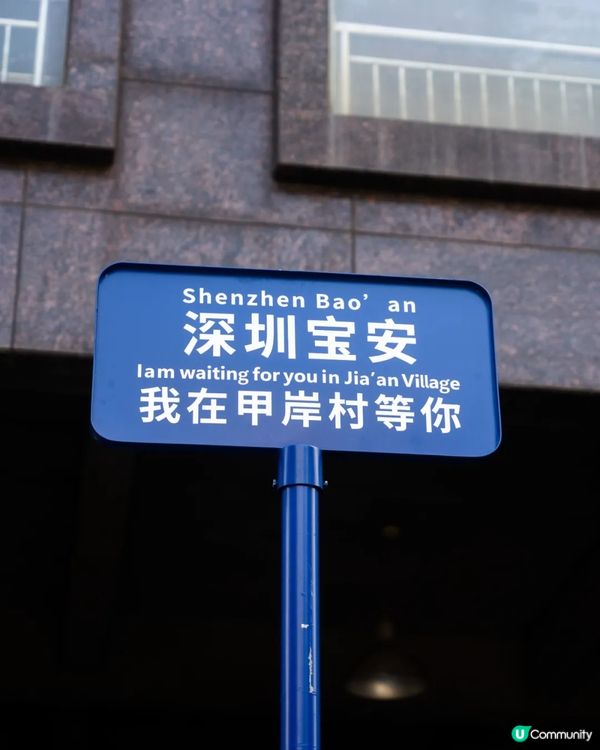 Shenzhen Bao’an
深圳宝安
I am waiting for you in Jia’an Village
我在甲岸村等你
U Community